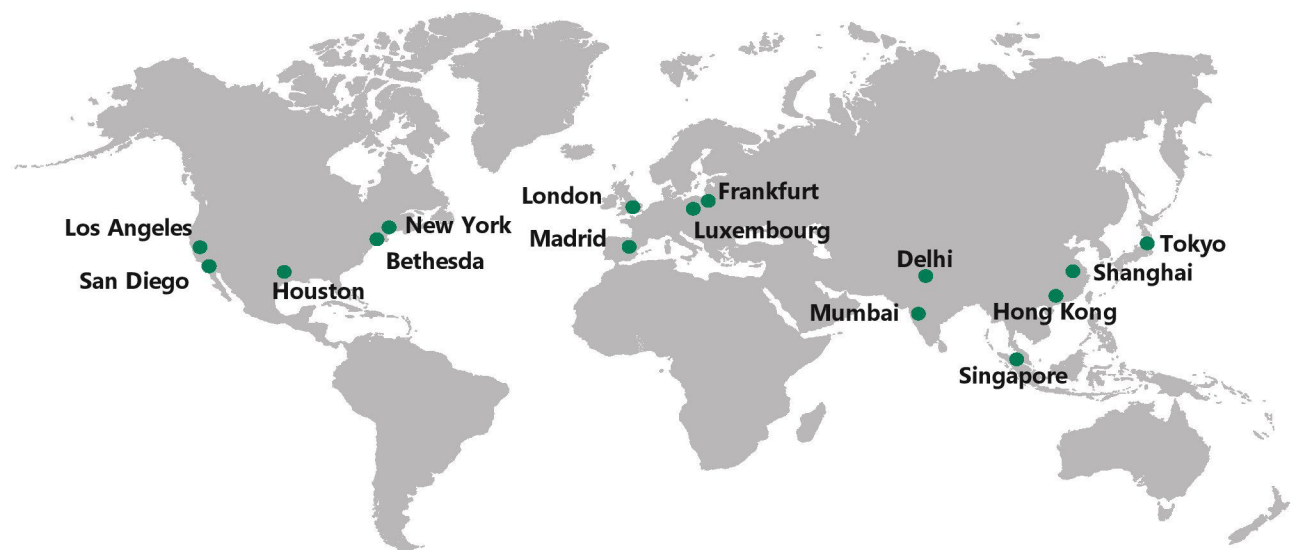 London
Frankfurt
Los Angeles
New York
Luxembourg
Madrid
Bethesda
Tokyo
Delhi
Shanghai
San Diego
Houston
Mumbai
Hong Kong
Singapore